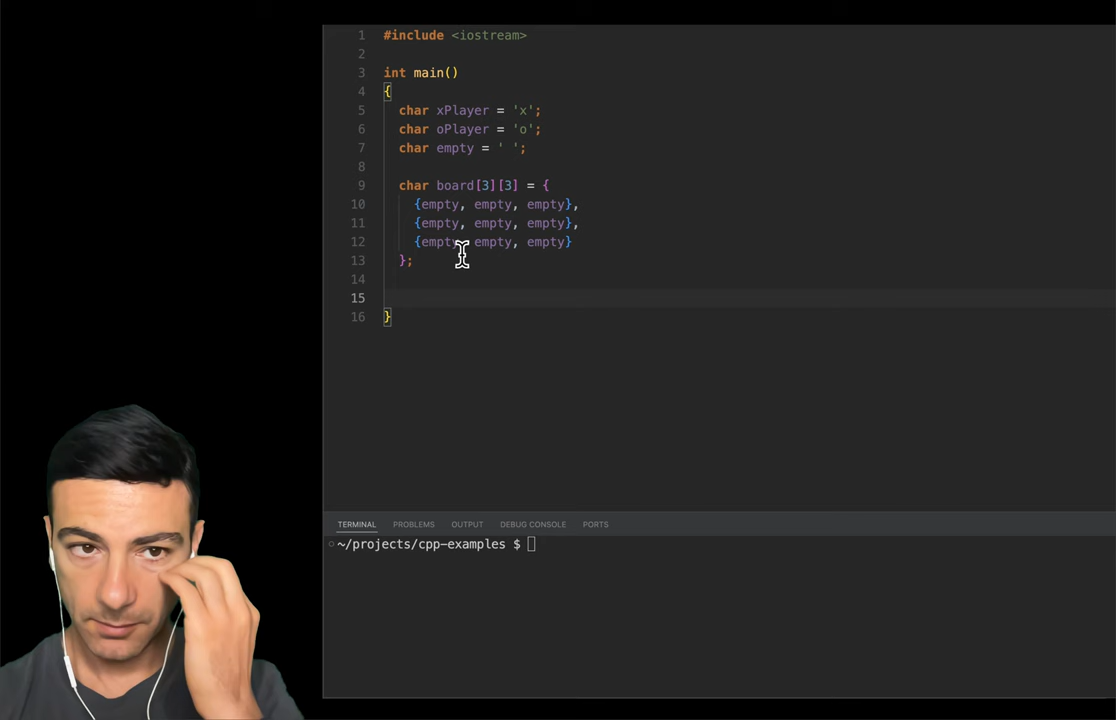 1 #include <iostream>
2
3 int main()
4 {
5 char xPlayer = 'x';
6 char oPlayer = 'o';
7 char empty = ' ';
8
9 char board[3][3] = {
10 {empty, empty, empty},
11 {empty, empty, empty},
12 {empty, empty, empty}
13 };
14
15
16 }
TERMINAL PROBLEMS OUTPUT DEBUG CONSOLE PORTS
~/projects/cpp-examples $